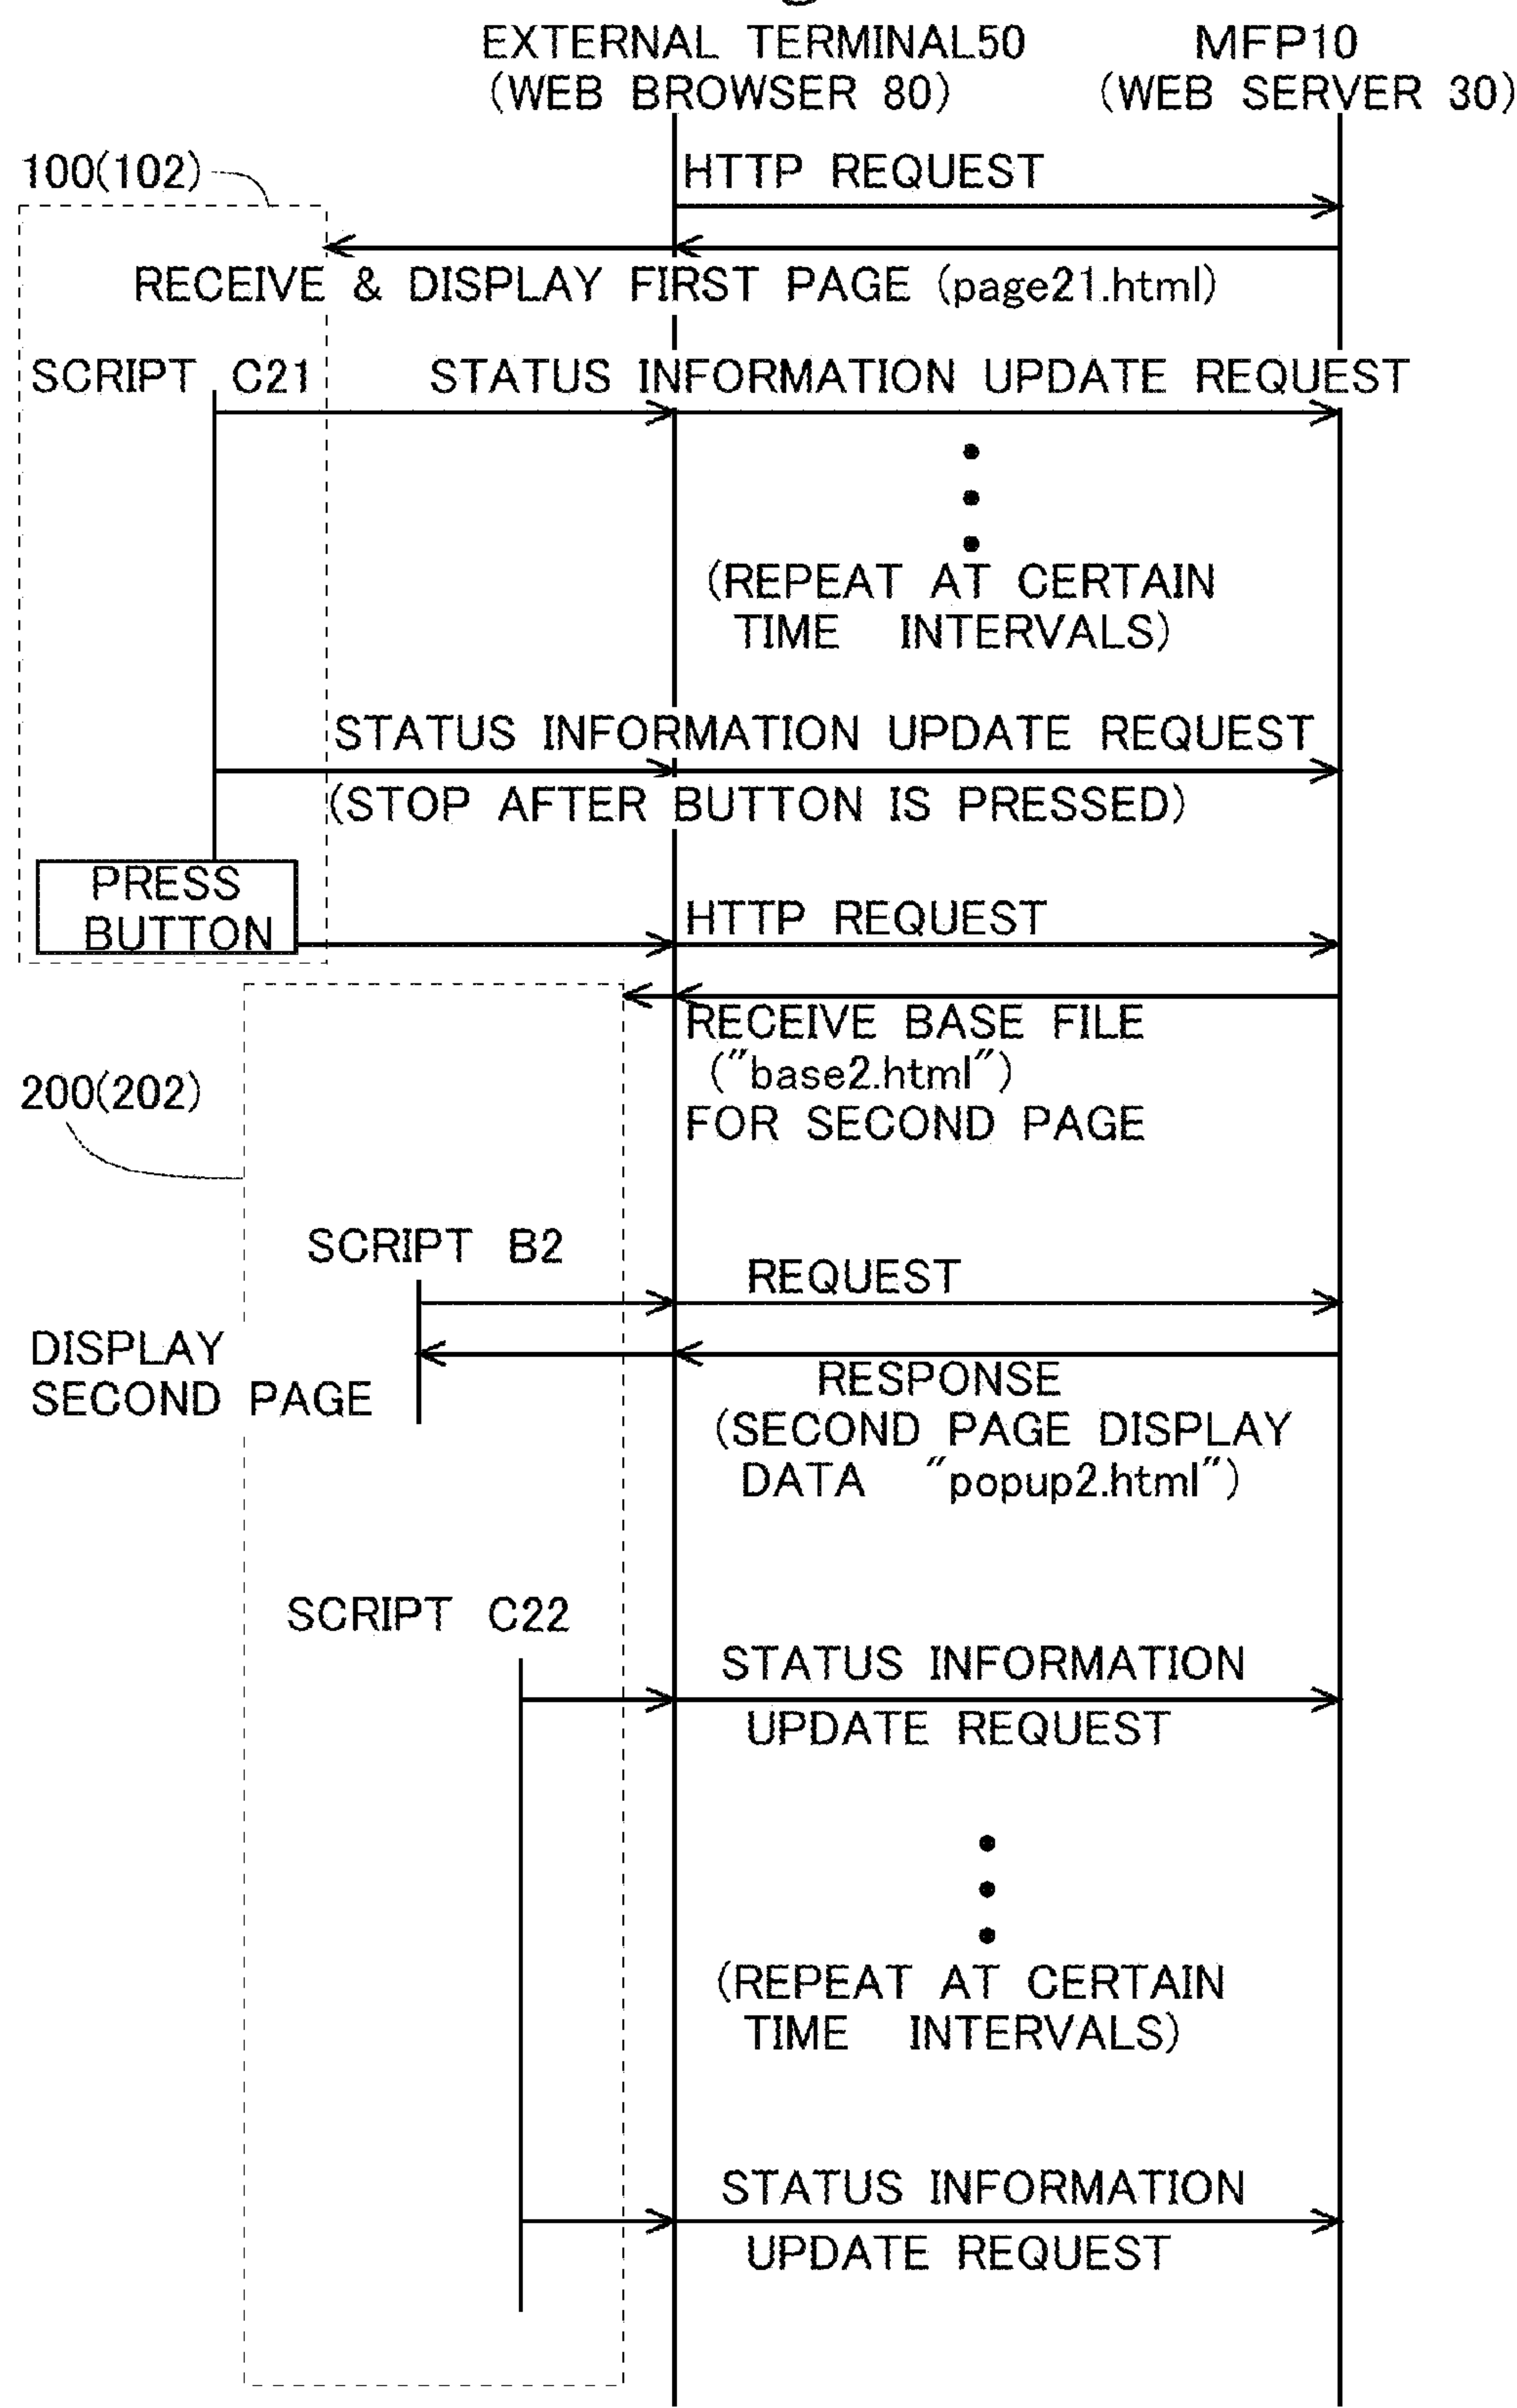 EXTERNAL TERMINAL50
(WEB BROWSER 80)
MFP10
(WEB SERVER 30)
100(102)
HTTP REQUEST
RECEIVE & DISPLAY FIRST PAGE (page21.html)
SCRIPT C21
STATUS INFORMATION UPDATE REQUEST
(REPEAT AT CERTAIN
TIME INTERVALS)
STATUS INFORMATION UPDATE REQUEST
(STOP AFTER BUTTON IS PRESSED)
PRESS
BUTTON
HTTP REQUEST
RECEIVE BASE FILE
("base2.html")
FOR SECOND PAGE
200(202)
SCRIPT B2
REQUEST
DISPLAY
SECOND PAGE
RESPONSE
(SECOND PAGE DISPLAY
DATA "popup2.html")
SCRIPT C22
STATUS INFORMATION
UPDATE REQUEST
(REPEAT AT CERTAIN
TIME INTERVALS)
STATUS INFORMATION
UPDATE REQUEST